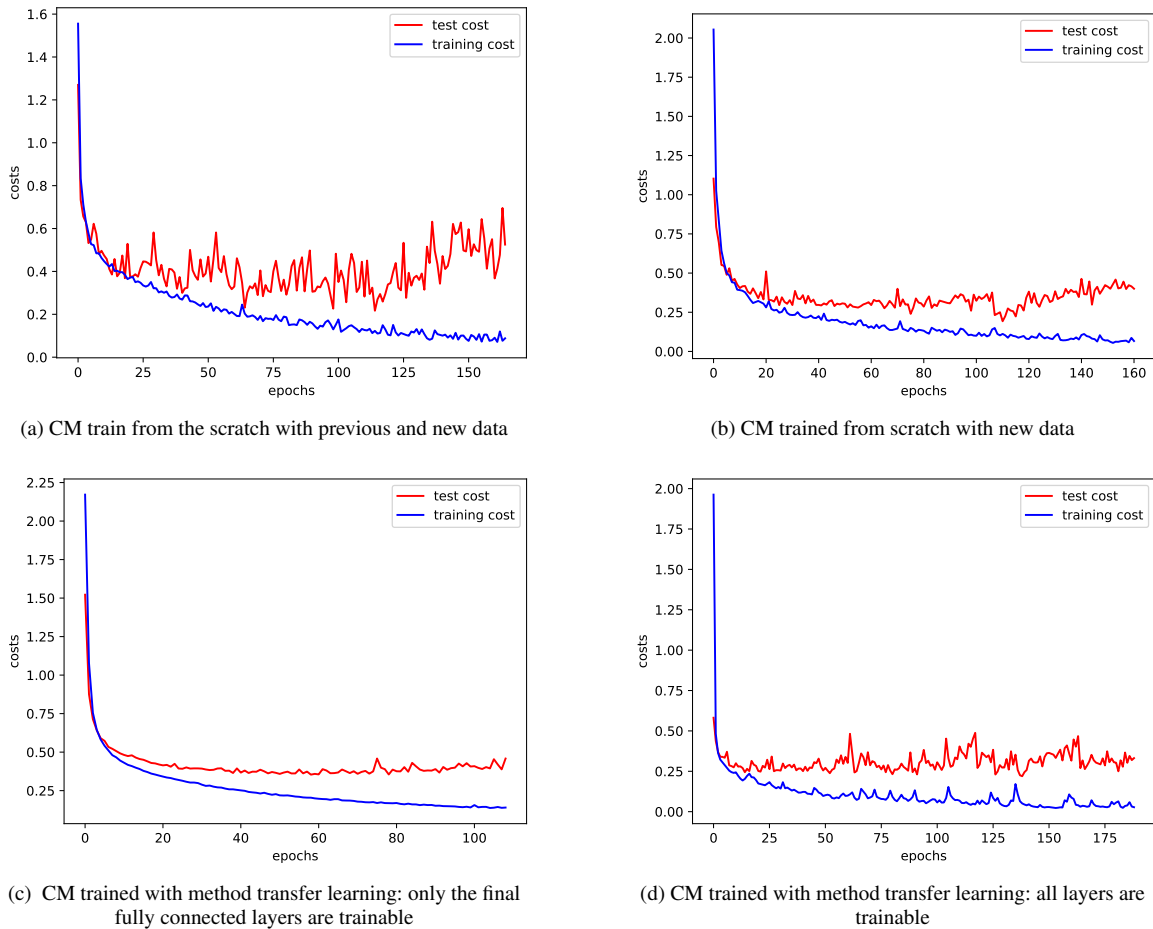 1.6
1.4
1.2
1.0
0.8
0.6
0.4
0.2
0.0
costs
test cost
training cost
0 25 50 75 100 125 150
epochs
(a) CM train from the scratch with previous and new data
2.00
1.75
1.50
1.25
1.00
0.75
0.50
0.25
0.00
costs
test cost
training cost
0 20 40 60 80 100 120 140 160
epochs
(b) CM trained from scratch with new data
2.25
2.00
1.75
1.50
1.25
1.00
0.75
0.50
0.25
costs
test cost
training cost
0 20 40 60 80 100
epochs
(c) CM trained with method transfer learning: only the final
fully connected layers are trainable
2.00
1.75
1.50
1.25
1.00
0.75
0.50
0.25
0.00
costs
test cost
training cost
0 25 50 75 100 125 150 175
epochs
(d) CM trained with method transfer learning: all layers are
trainable